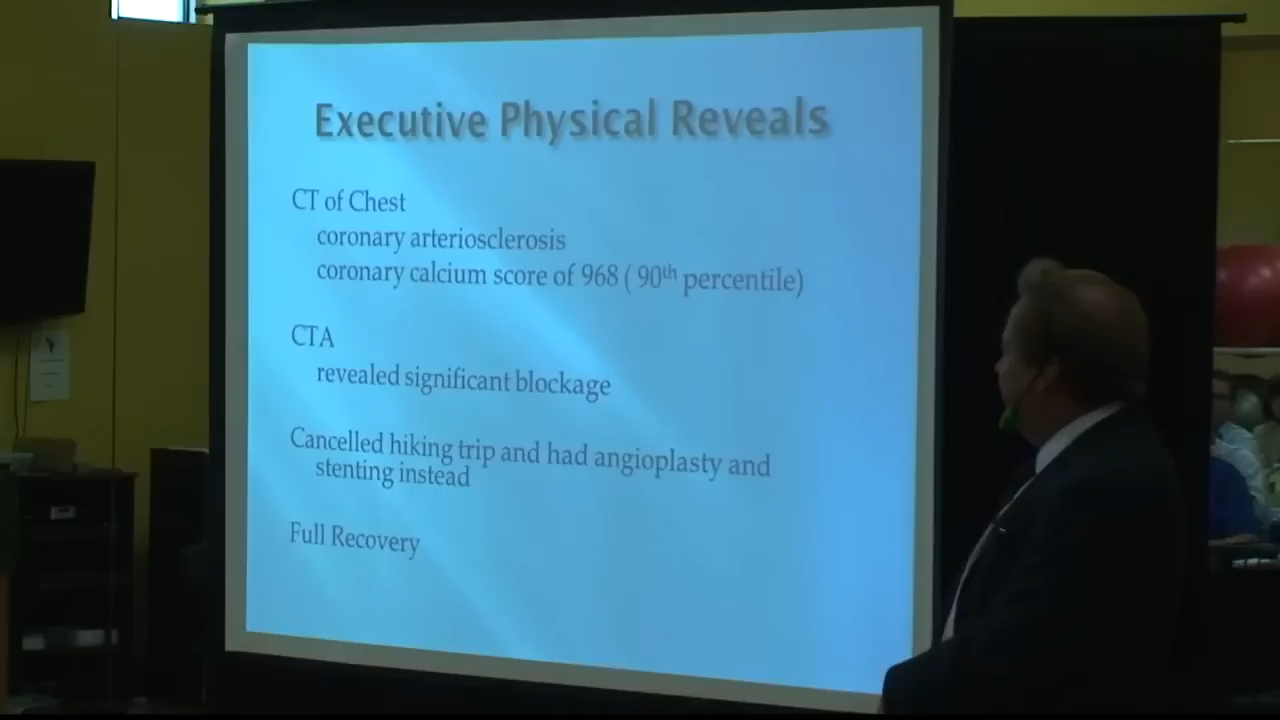 Executive Physical Reveals
CT of Chest
coronary arteriosclerosis
coronary calcium score of 968 ( 90th percentile)
CTA
revealed significant blockage
Cancelled hiking trip and had angioplasty and
stenting instead
Full Recovery